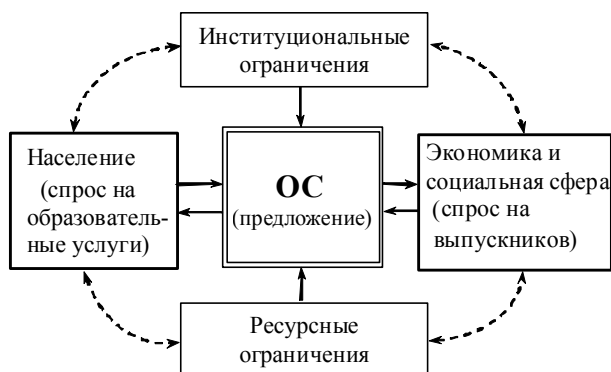 Институциональные
ограничения
Население
(спрос на
образователь-
ные услуги)
ОС
(предложение)
Экономика и
социальная сфера
(спрос на
выпускников)
Ресурсные
ограничения